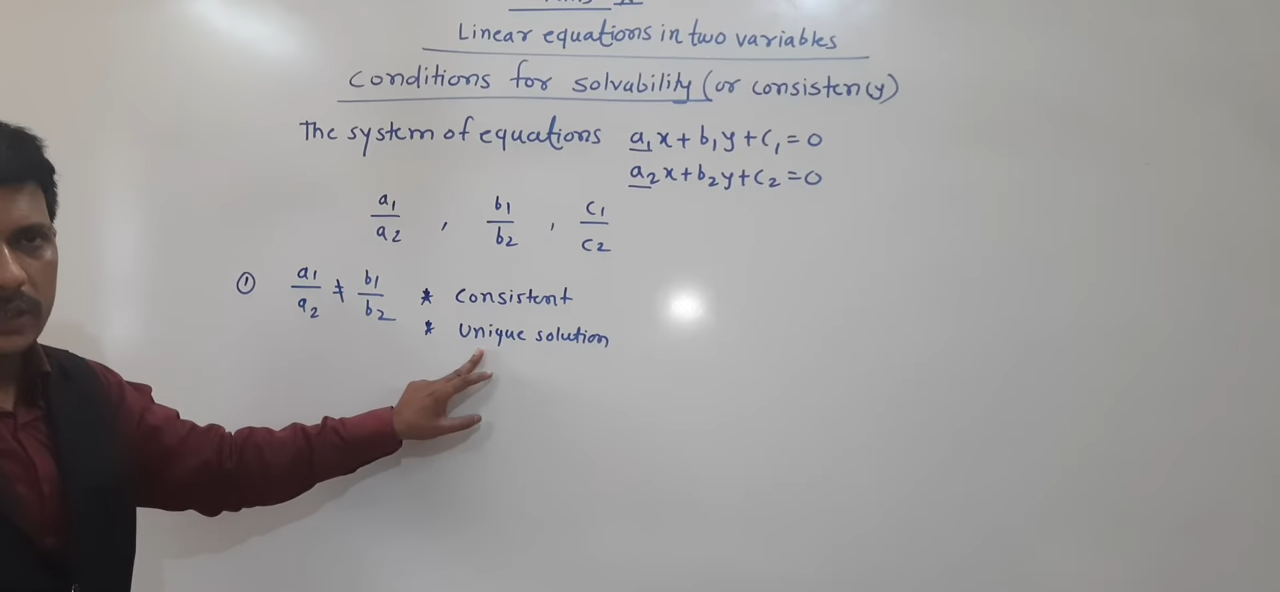 Linear equations in two variables
Conditions for solvability (or consistency)
The system of equations a₁x + b₁y + c₁ = 0
a₂x + b₂y + c₂ = 0
a₁/a₂ , b₁/b₂ , c₁/c₂
① a₁/a₂ ≠ b₁/b₂ * Consistent
* Unique solution